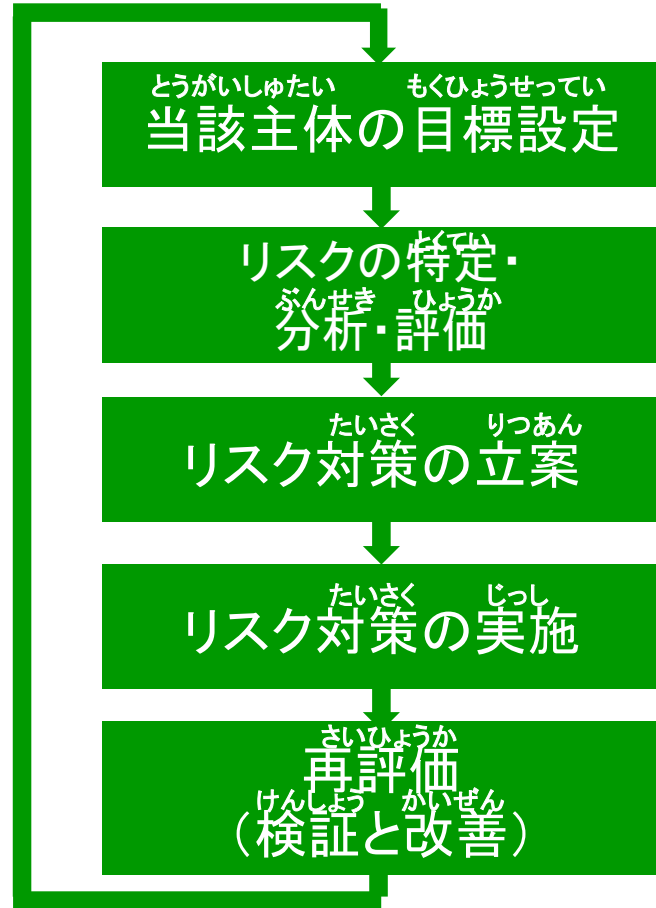 とうがいしゅたい もくひょうせってい
当該主体の目標設定
とくてい
リスクの特定・
ぶんせき ひょうか
分析・評価
たいさく りつあん
リスク対策の立案
たいさく じっし
リスク対策の実施
さいひょうか
再評価
けんしょう かいぜん
（検証と改善）